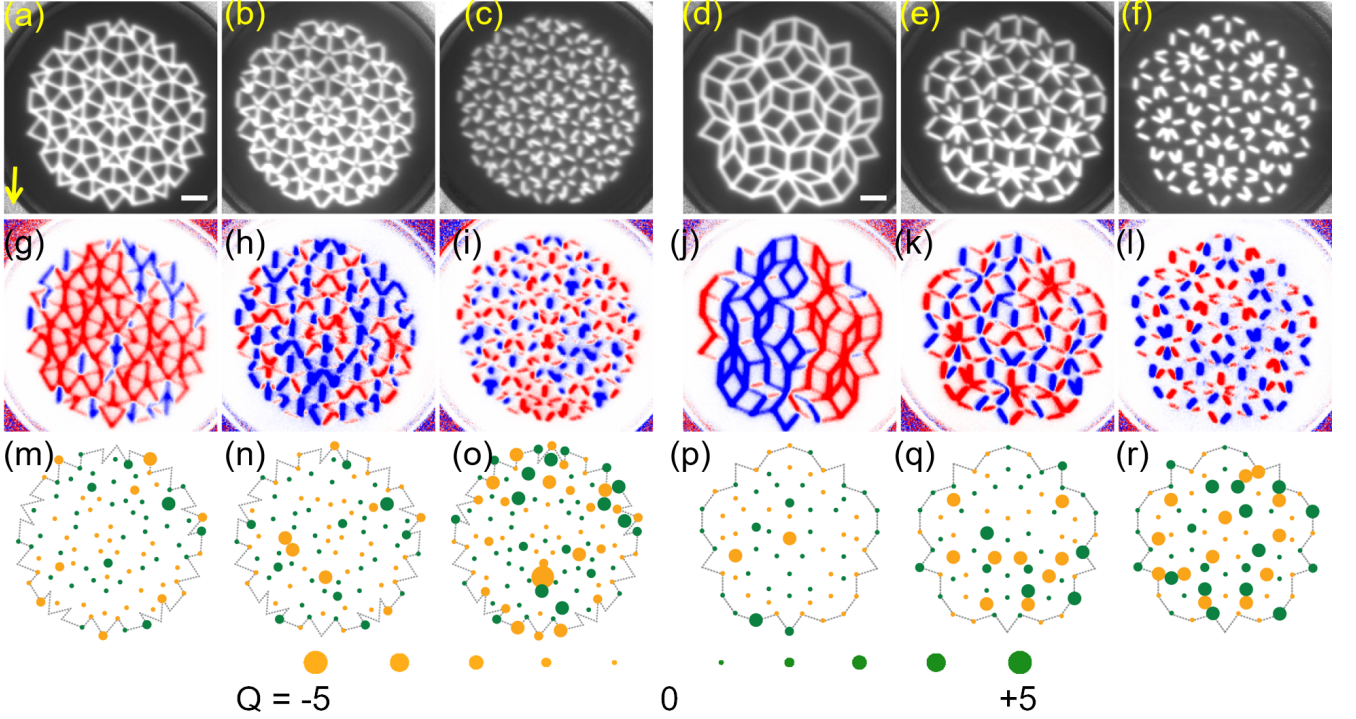 (a) (b) (c) (d) (e) (f)
(g) (h) (i) (j) (k) (l)
(m) (n) (o) (p) (q) (r)
Q = -5 0 +5